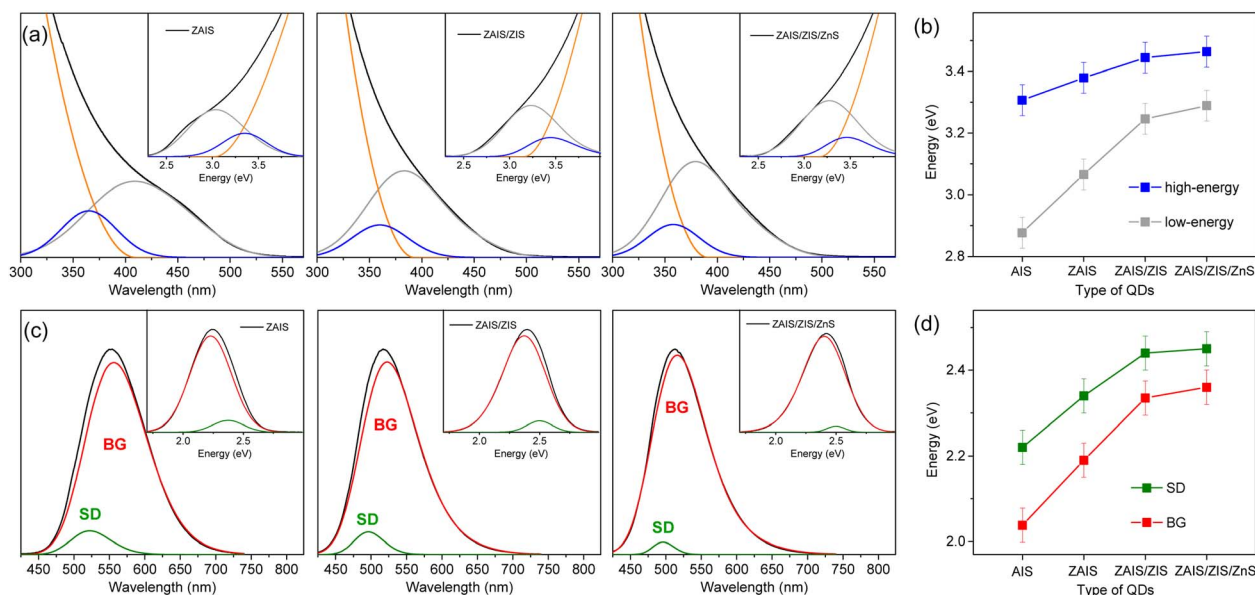 (a)
ZAIS
2.5 3.0 3.5
Energy (eV)
300 350 400 450 500 550
Wavelength (nm)
ZAIS/ZIS
2.5 3.0 3.5
Energy (eV)
300 350 400 450 500 550
Wavelength (nm)
ZAIS/ZIS/ZnS
2.5 3.0 3.5
Energy (eV)
300 350 400 450 500 550
Wavelength (nm)
(b)
Energy (eV)
3.4
3.2
3.0
2.8
high-energy
low-energy
AIS ZAIS ZAIS/ZIS ZAIS/ZIS/ZnS
Type of QDs
(c)
ZAIS
2.0 2.5
Energy (eV)
BG
SD
450 500 550 600 650 700 750 800
Wavelength (nm)
ZAIS/ZIS
2.0 2.5
Energy (eV)
BG
SD
450 500 550 600 650 700 750 800
Wavelength (nm)
ZAIS/ZIS/ZnS
2.0 2.5
Energy (eV)
BG
SD
450 500 550 600 650 700 750 800
Wavelength (nm)
(d)
Energy (eV)
2.4
2.2
2.0
SD
BG
AIS ZAIS ZAIS/ZIS ZAIS/ZIS/ZnS
Type of QDs